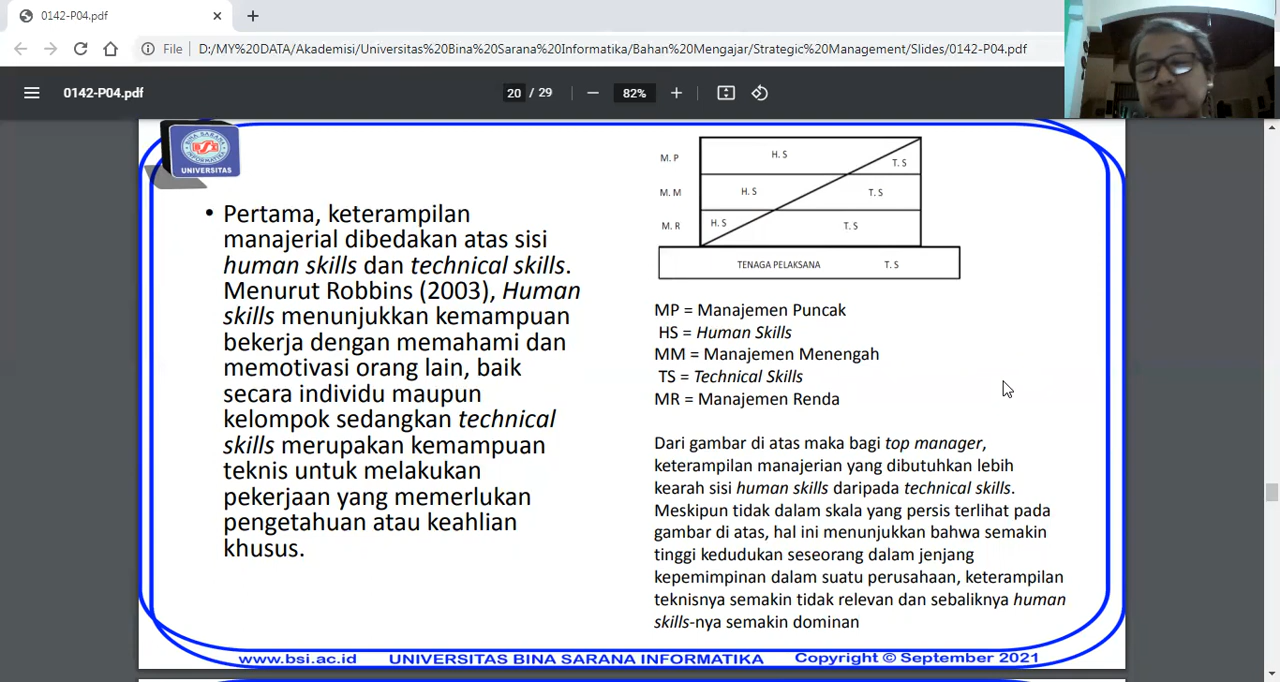 0142-P04.pdf
File
D:/MY%20DATA/Akademisi/Universitas%20Bina%20Sarana%20Informatika/Bahan%20Mengajar/Strategic%20Management/Slides/0142-P04.pdf
0142-P04.pdf
20 / 29
82%
BINA SARANA
INFORMATIKA
UNIVERSITAS
• Pertama, keterampilan
manajerial dibedakan atas sisi
human skills dan technical skills.
Menurut Robbins (2003), Human
skills menunjukkan kemampuan
bekerja dengan memahami dan
memotivasi orang lain, baik
secara individu maupun
kelompok sedangkan technical
skills merupakan kemampuan
teknis untuk melakukan
pekerjaan yang memerlukan
pengetahuan atau keahlian
khusus.
M. P H. S T. S
M. M H. S T. S
M. R H. S T. S
TENAGA PELAKSANA T. S
MP = Manajemen Puncak
HS = Human Skills
MM = Manajemen Menengah
TS = Technical Skills
MR = Manajemen Renda
Dari gambar di atas maka bagi top manager,
keterampilan manajerian yang dibutuhkan lebih
kearah sisi human skills daripada technical skills.
Meskipun tidak dalam skala yang persis terlihat pada
gambar di atas, hal ini menunjukkan bahwa semakin
tinggi kedudukan seseorang dalam jenjang
kepemimpinan dalam suatu perusahaan, keterampilan
teknisnya semakin tidak relevan dan sebaliknya human
skills-nya semakin dominan
www.bsi.ac.id UNIVERSITAS BINA SARANA INFORMATIKA Copyright © September 2021